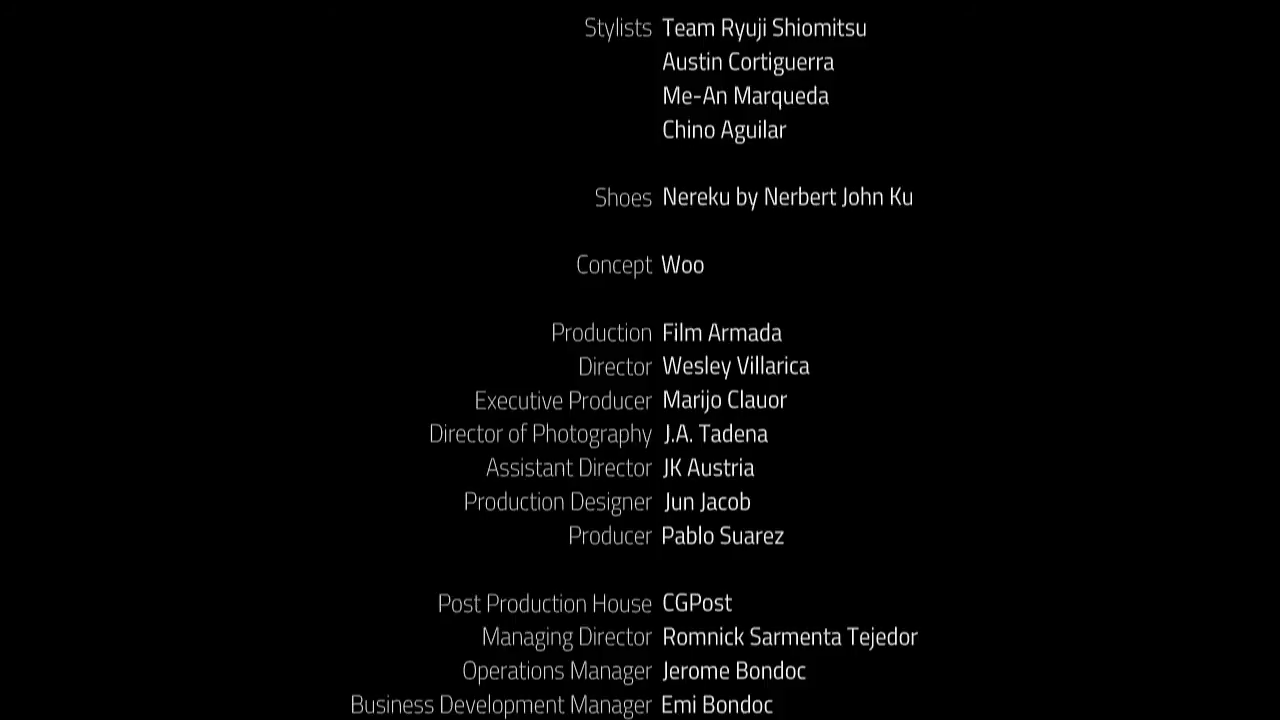 Stylists Team Ryuji Shiomitsu
Austin Cortiguerra
Me-An Marqueda
Chino Aguilar
Shoes Nereku by Nerbert John Ku
Concept Woo
Production Film Armada
Director Wesley Villarica
Executive Producer Marijo Clauor
Director of Photography J.A. Tadena
Assistant Director JK Austria
Production Designer Jun Jacob
Producer Pablo Suarez
Post Production House CGPost
Managing Director Romnick Sarmenta Tejedor
Operations Manager Jerome Bondoc
Business Development Manager Emi Bondoc